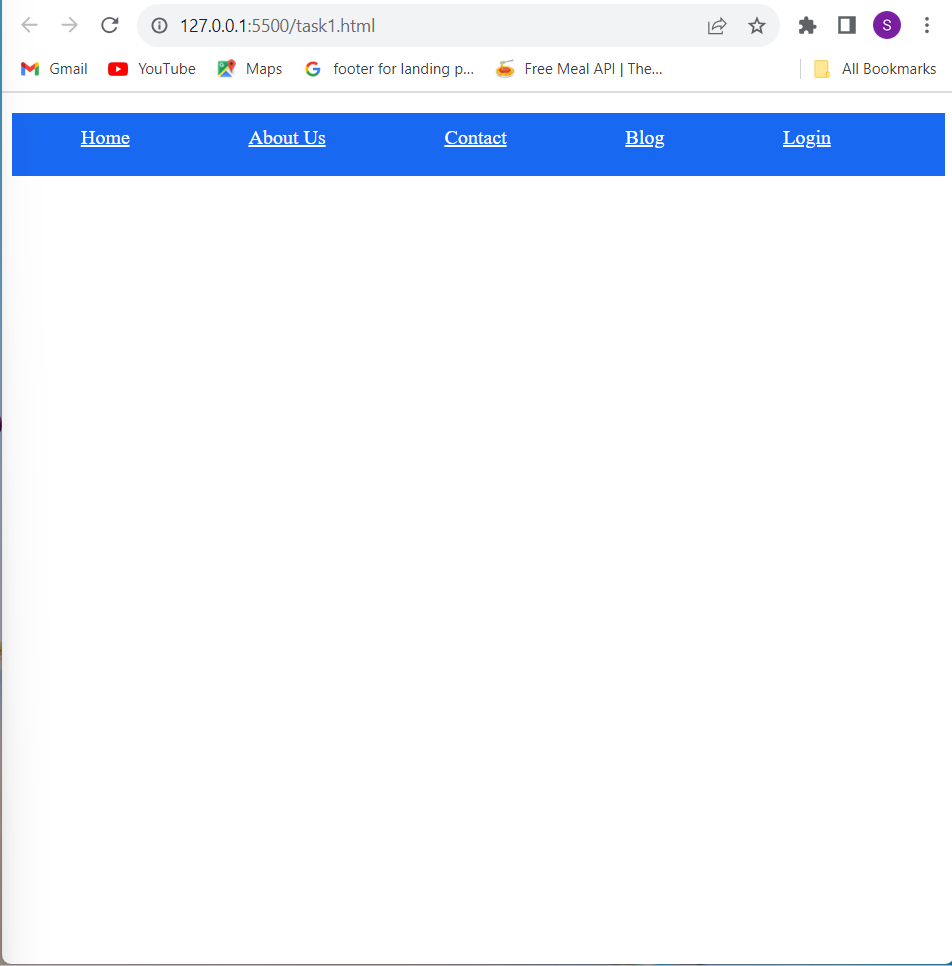 127.0.0.1:5500/task1.html S
Gmail YouTube Maps footer for landing p... Free Meal API | The... All Bookmarks
Home About Us Contact Blog Login